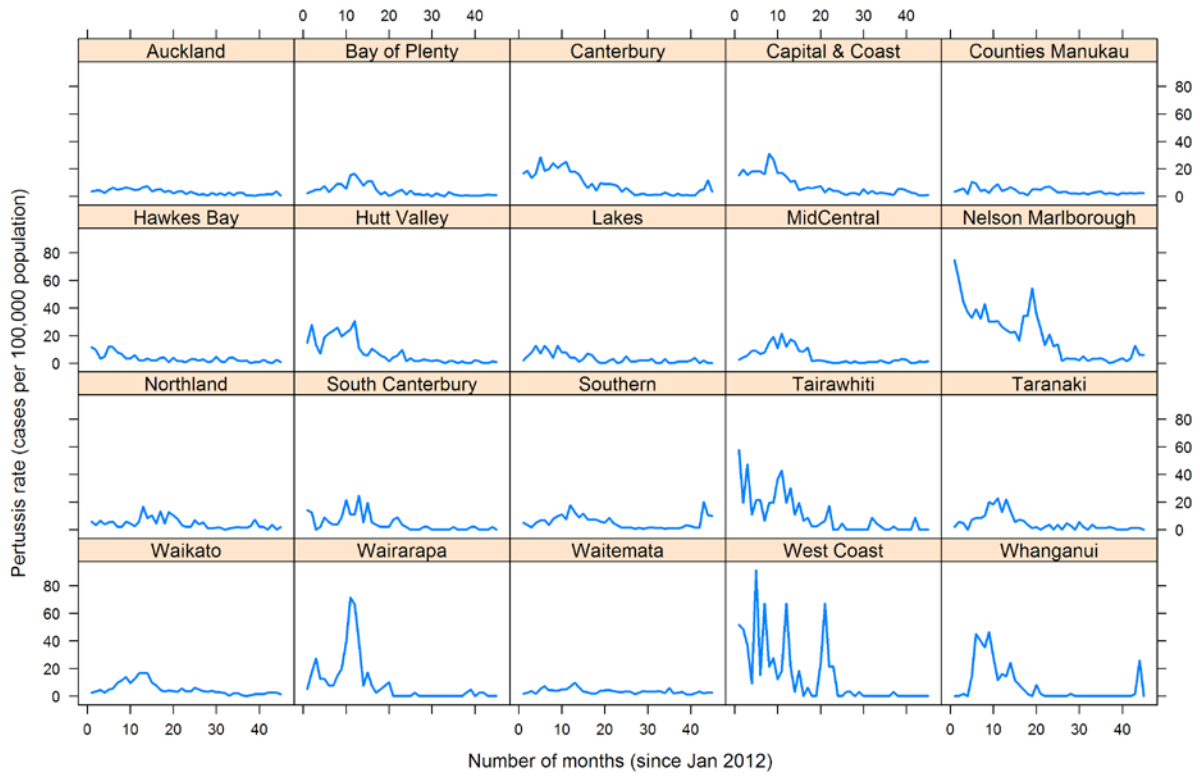 0 10 20 30 40 0 10 20 30 40
Auckland Bay of Plenty Canterbury Capital & Coast Counties Manukau
80
60
40
20
0
Hawkes Bay Hutt Valley Lakes MidCentral Nelson Marlborough
80
60
40
20
0
Northland South Canterbury Southern Tairawhiti Taranaki
80
60
40
20
0
Waikato Wairarapa Waitemata West Coast Whanganui
80
60
40
20
0
0 10 20 30 40 0 10 20 30 40 0 10 20 30 40
Number of months (since Jan 2012)
Pertussis rate (cases per 100,000 population)